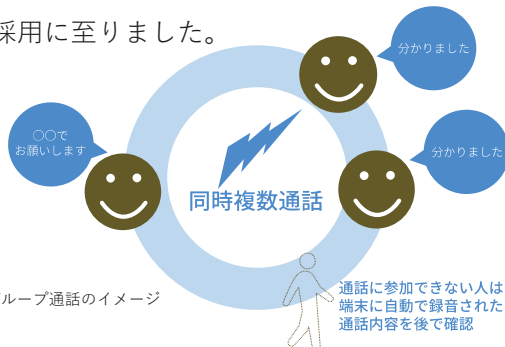 採用に至りました。
分かりました
〇〇で
お願いします
分かりました
同時複数通話
ループ通話のイメージ
通話に参加できない人は
端末に自動で録音された
通話内容を後で確認